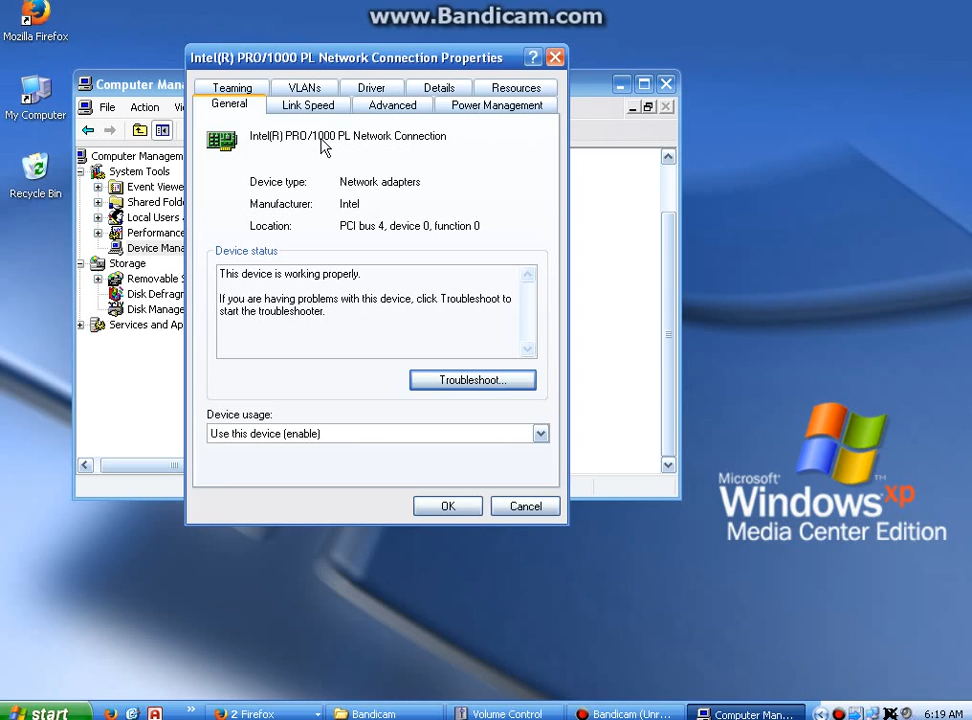 www.Bandicam.com
Mozilla Firefox
My Computer
Recycle Bin
Computer Mana
File Action Vi
Computer Managem
System Tools
Event Viewe
Shared Fold
Local Users
Performance
Device Mana
Storage
Removable S
Disk Defragr
Disk Manage
Services and Ap
Intel(R) PRO/1000 PL Network Connection Properties
Teaming VLANs Driver Details Resources
General Link Speed Advanced Power Management
Intel(R) PRO/1000 PL Network Connection
Device type: Network adapters
Manufacturer: Intel
Location: PCI bus 4, device 0, function 0
Device status
This device is working properly.
If you are having problems with this device, click Troubleshoot to
start the troubleshooter.
Troubleshoot...
Device usage:
Use this device (enable)
OK Cancel
Microsoft®
Windows xp
Media Center Edition
start
2 Firefox
Bandicam
Volume Control
Bandicam (Unr...
Computer Man...
6:19 AM